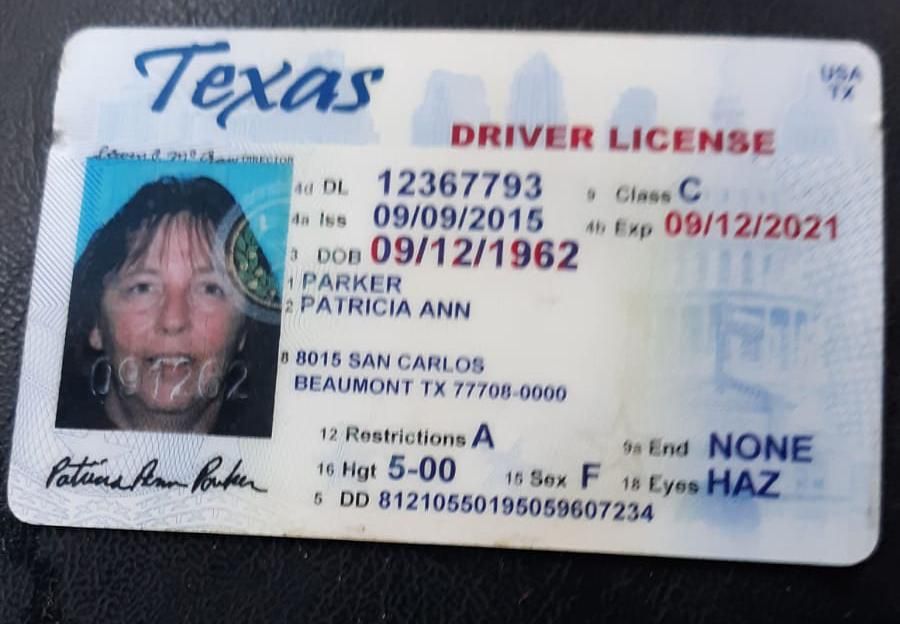 Texas
USA
TX
DRIVER LICENSE
DIRECTOR
4d DL 12367793 9 Class C
4a Iss 09/09/2015 4b Exp 09/12/2021
3 DOB 09/12/1962
1 PARKER
2 PATRICIA ANN
8 8015 SAN CARLOS
BEAUMONT TX 77708-0000
12 Restrictions A 9a End NONE
16 Hgt 5-00 15 Sex F 18 Eyes HAZ
5 DD 81210550195059607234
091262
Patricia Ann Parker